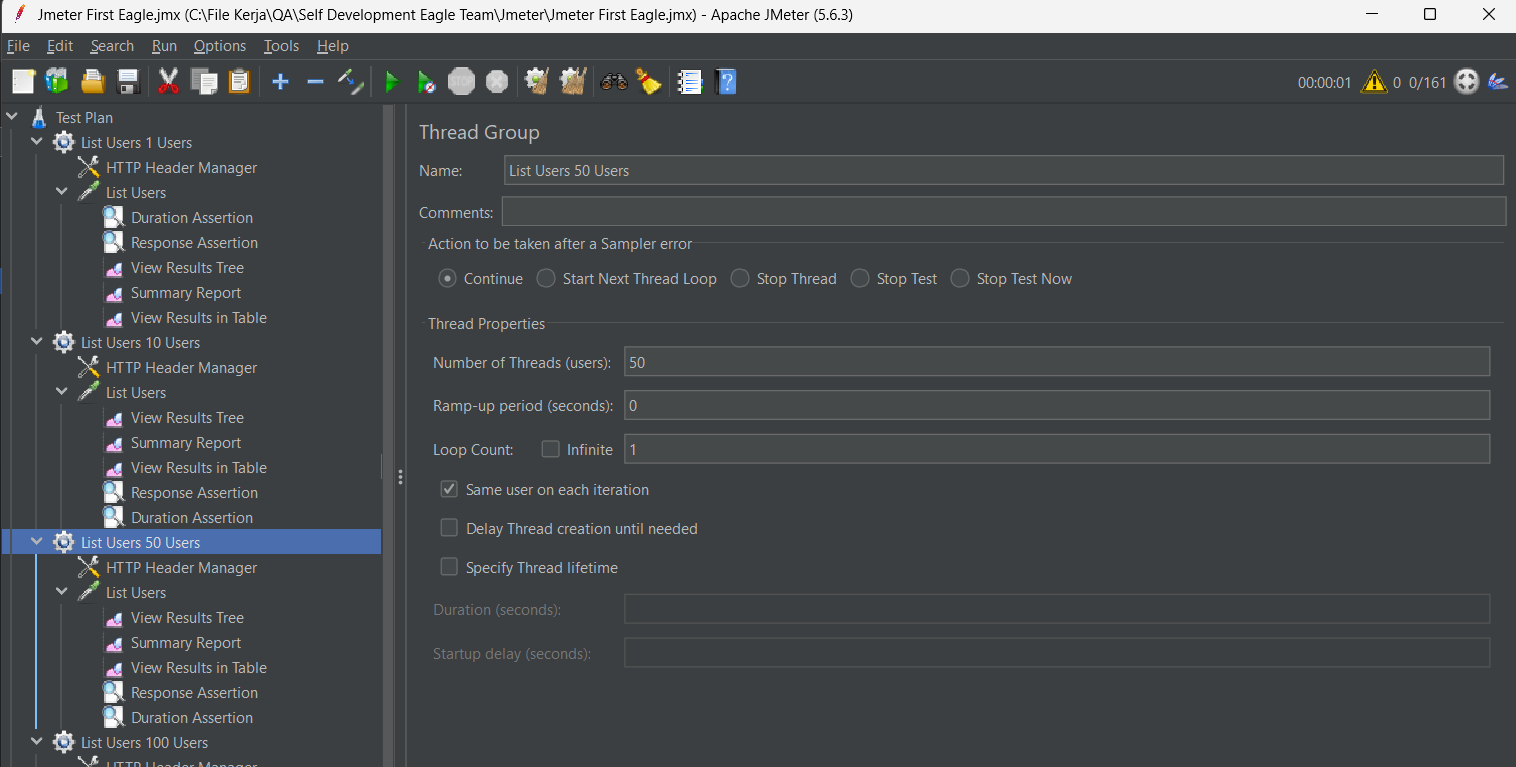 Jmeter First Eagle.jmx (C:\File Kerja\QA\Self Development Eagle Team\Jmeter\Jmeter First Eagle.jmx) - Apache JMeter (5.6.3)
File Edit Search Run Options Tools Help
STOP 00:00:01 0 0/161
Test Plan
List Users 1 Users
HTTP Header Manager
List Users
Duration Assertion
Response Assertion
View Results Tree
Summary Report
View Results in Table
List Users 10 Users
HTTP Header Manager
List Users
View Results Tree
Summary Report
View Results in Table
Response Assertion
Duration Assertion
List Users 50 Users
HTTP Header Manager
List Users
View Results Tree
Summary Report
View Results in Table
Response Assertion
Duration Assertion
List Users 100 Users
HTTP Header Manager
Thread Group
Name: List Users 50 Users
Comments:
Action to be taken after a Sampler error
Continue Start Next Thread Loop Stop Thread Stop Test Stop Test Now
Thread Properties
Number of Threads (users): 50
Ramp-up period (seconds): 0
Loop Count: Infinite 1
Same user on each iteration
Delay Thread creation until needed
Specify Thread lifetime
Duration (seconds):
Startup delay (seconds):